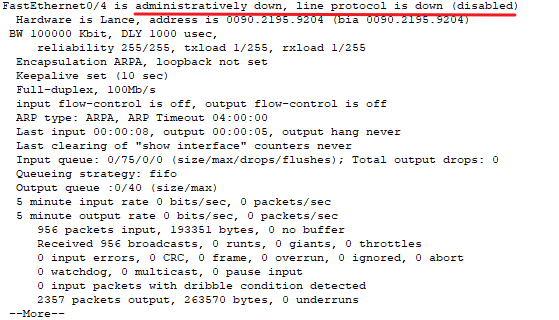 FastEthernet0/4 is administratively down, line protocol is down (disabled)
Hardware is Lance, address is 0090.2195.9204 (bia 0090.2195.9204)
BW 100000 Kbit, DLY 1000 usec,
reliability 255/255, txload 1/255, rxload 1/255
Encapsulation ARPA, loopback not set
Keepalive set (10 sec)
Full-duplex, 100Mb/s
input flow-control is off, output flow-control is off
ARP type: ARPA, ARP Timeout 04:00:00
Last input 00:00:08, output 00:00:05, output hang never
Last clearing of "show interface" counters never
Input queue: 0/75/0/0 (size/max/drops/flushes); Total output drops: 0
Queueing strategy: fifo
Output queue :0/40 (size/max)
5 minute input rate 0 bits/sec, 0 packets/sec
5 minute output rate 0 bits/sec, 0 packets/sec
956 packets input, 193351 bytes, 0 no buffer
Received 956 broadcasts, 0 runts, 0 giants, 0 throttles
0 input errors, 0 CRC, 0 frame, 0 overrun, 0 ignored, 0 abort
0 watchdog, 0 multicast, 0 pause input
0 input packets with dribble condition detected
2357 packets output, 263570 bytes, 0 underruns
--More--